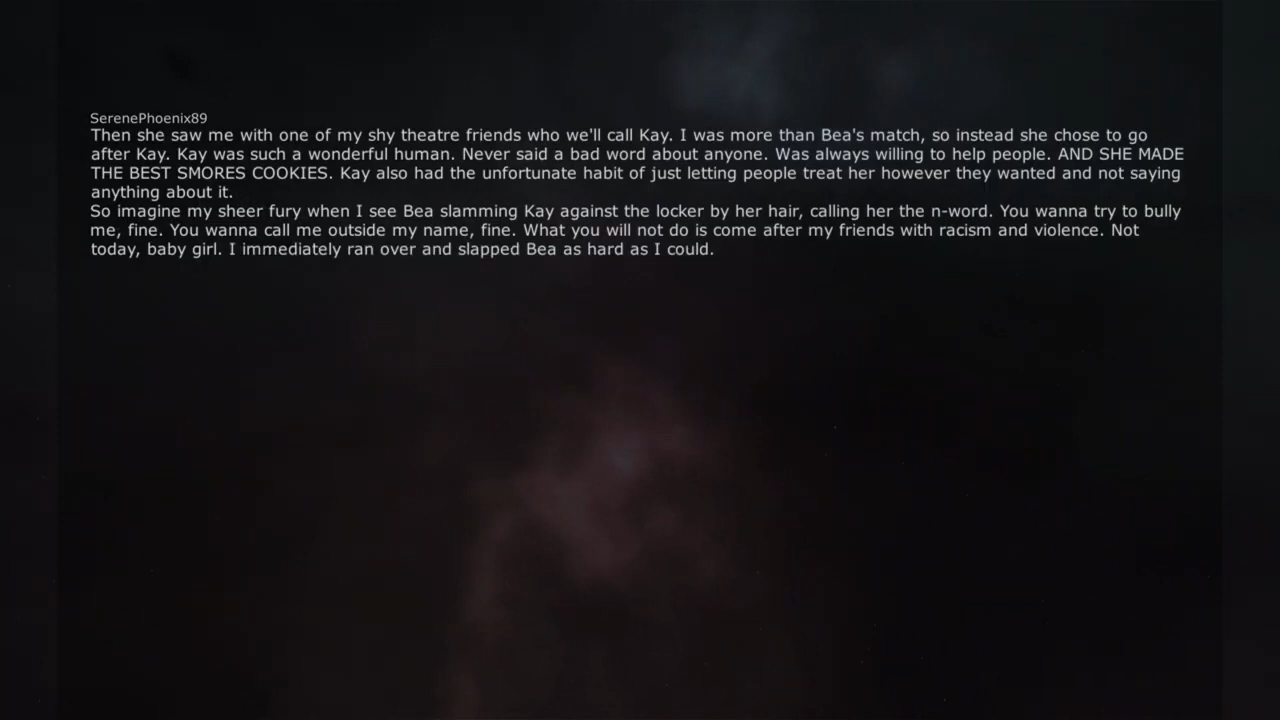 SerenePhoenix89
Then she saw me with one of my shy theatre friends who we'll call Kay. I was more than Bea's match, so instead she chose to go
after Kay. Kay was such a wonderful human. Never said a bad word about anyone. Was always willing to help people. AND SHE MADE
THE BEST SMORES COOKIES. Kay also had the unfortunate habit of just letting people treat her however they wanted and not saying
anything about it.
So imagine my sheer fury when I see Bea slamming Kay against the locker by her hair, calling her the n-word. You wanna try to bully
me, fine. You wanna call me outside my name, fine. What you will not do is come after my friends with racism and violence. Not
today, baby girl. I immediately ran over and slapped Bea as hard as I could.